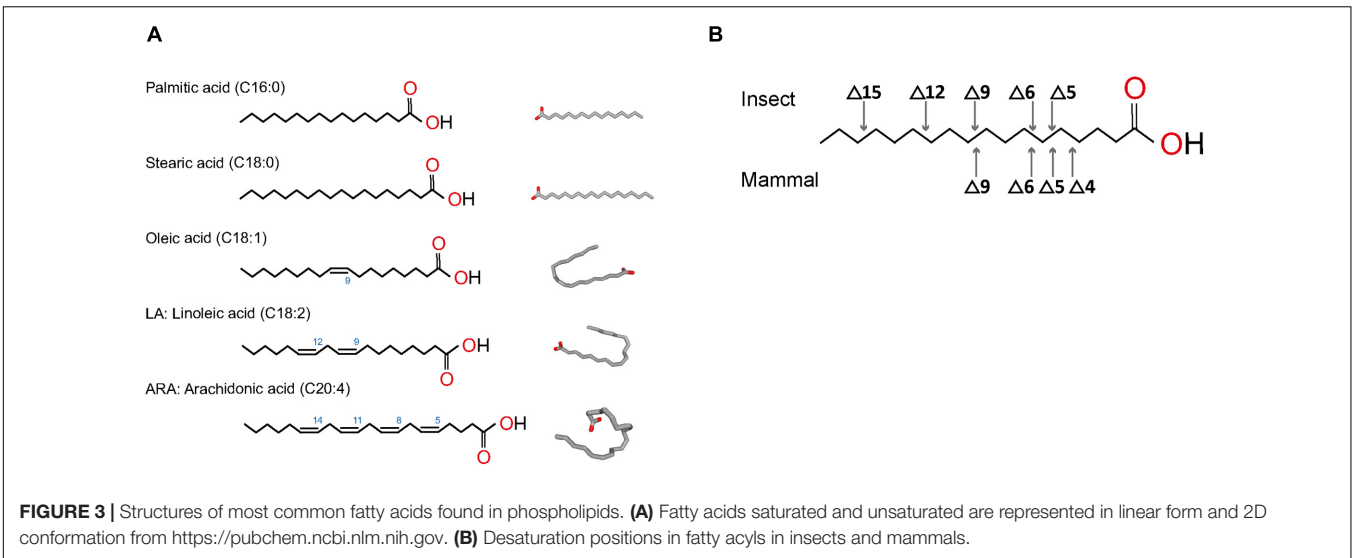 A
Palmitic acid (C16:0)
O
OH
Stearic acid (C18:0)
O
OH
Oleic acid (C18:1)
O
OH
9
LA: Linoleic acid (C18:2)
12 9
OH
O
ARA: Arachidonic acid (C20:4)
14 11 8 5
OH
O
B
Insect △15 △12 △9 △6 △5
O
OH
Mammal △9 △6 △5 △4
FIGURE 3 | Structures of most common fatty acids found in phospholipids. (A) Fatty acids saturated and unsaturated are represented in linear form and 2D
conformation from https://pubchem.ncbi.nlm.nih.gov. (B) Desaturation positions in fatty acyls in insects and mammals.